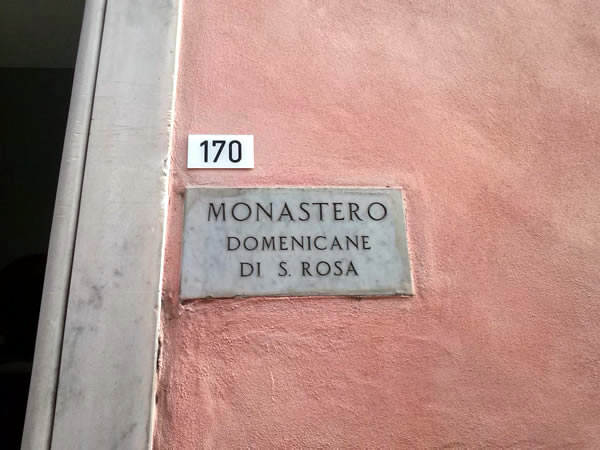 170
MONASTERO
DOMENICANE
DI S. ROSA